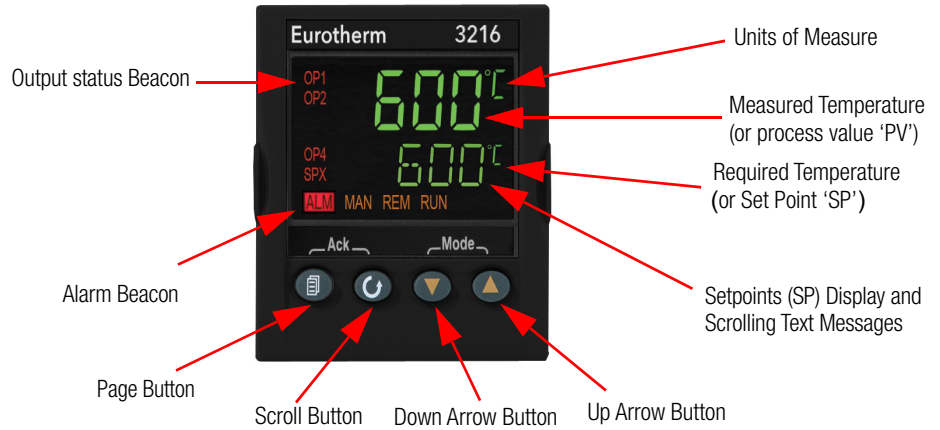 Eurotherm 3216
Units of Measure
Output status Beacon
OP1
OP2
600°C
Measured Temperature
(or process value ‘PV’)
OP4
SPX
600°C
Required Temperature
(or Set Point ‘SP’)
ALM MAN REM RUN
Ack
Mode
Alarm Beacon
Setpoints (SP) Display and
Scrolling Text Messages
Page Button
Scroll Button
Down Arrow Button
Up Arrow Button